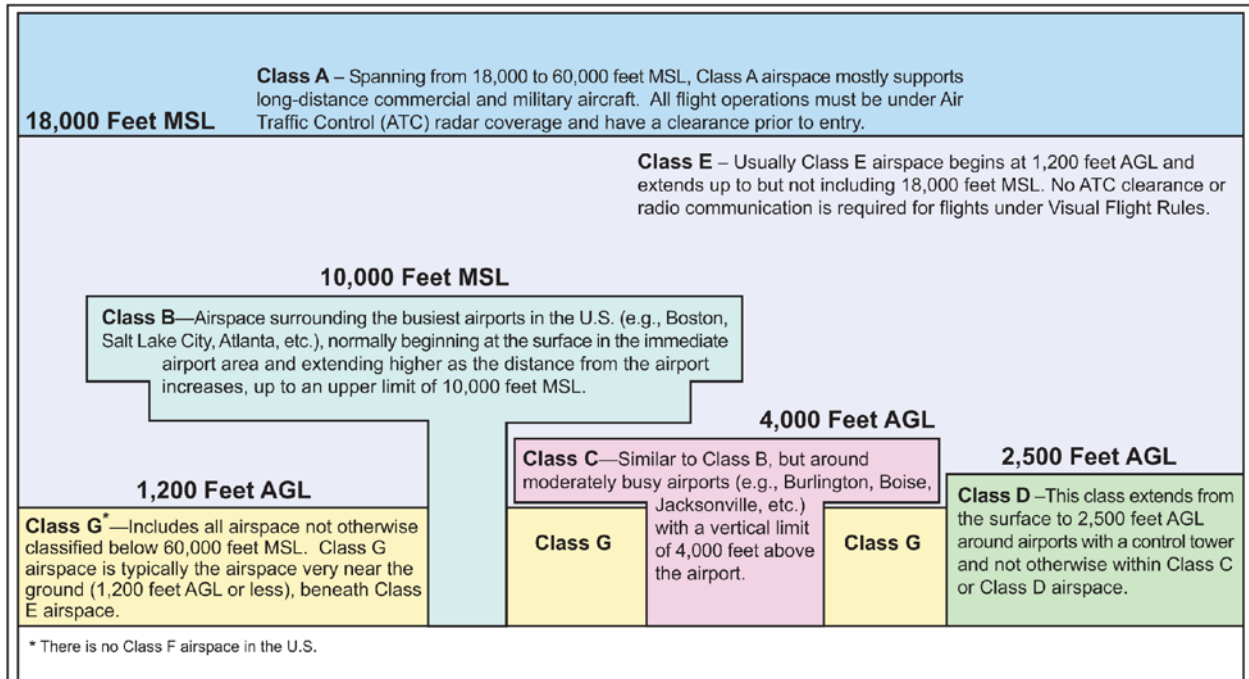 Class A – Spanning from 18,000 to 60,000 feet MSL, Class A airspace mostly supports
long-distance commercial and military aircraft. All flight operations must be under Air
Traffic Control (ATC) radar coverage and have a clearance prior to entry.
18,000 Feet MSL
Class E – Usually Class E airspace begins at 1,200 feet AGL and
extends up to but not including 18,000 feet MSL. No ATC clearance or
radio communication is required for flights under Visual Flight Rules.
10,000 Feet MSL
Class B—Airspace surrounding the busiest airports in the U.S. (e.g., Boston,
Salt Lake City, Atlanta, etc.), normally beginning at the surface in the immediate
airport area and extending higher as the distance from the airport
increases, up to an upper limit of 10,000 feet MSL.
4,000 Feet AGL
Class C—Similar to Class B, but around
moderately busy airports (e.g., Burlington, Boise,
Jacksonville, etc.)
with a vertical limit
of 4,000 feet above
the airport.
2,500 Feet AGL
Class D –This class extends from
the surface to 2,500 feet AGL
around airports with a control tower
and not otherwise within Class C
or Class D airspace.
1,200 Feet AGL
Class G*—Includes all airspace not otherwise
classified below 60,000 feet MSL. Class G
airspace is typically the airspace very near the
ground (1,200 feet AGL or less), beneath Class
E airspace.
Class G
Class G
* There is no Class F airspace in the U.S.